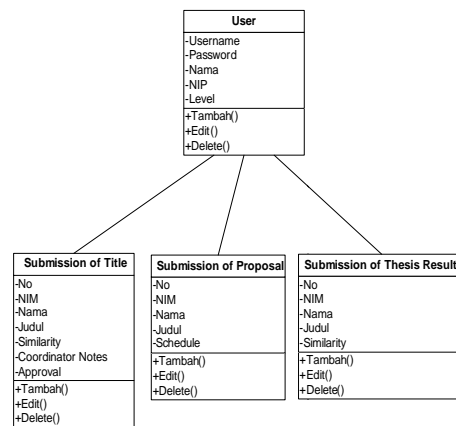 User
-Username
-Password
-Nama
-NIP
-Level
+Tambah()
+Edit()
+Delete()
Submission of Title
-No
-NIM
-Nama
-Judul
-Similarity
-Coordinator Notes
-Approval
+Tambah()
+Edit()
+Delete()
Submission of Proposal
-No
-NIM
-Nama
-Judul
-Schedule
+Tambah()
+Edit()
+Delete()
Submission of Thesis Result
-No
-NIM
-Nama
-Judul
-Similarity
+Tambah()
+Edit()
+Delete()